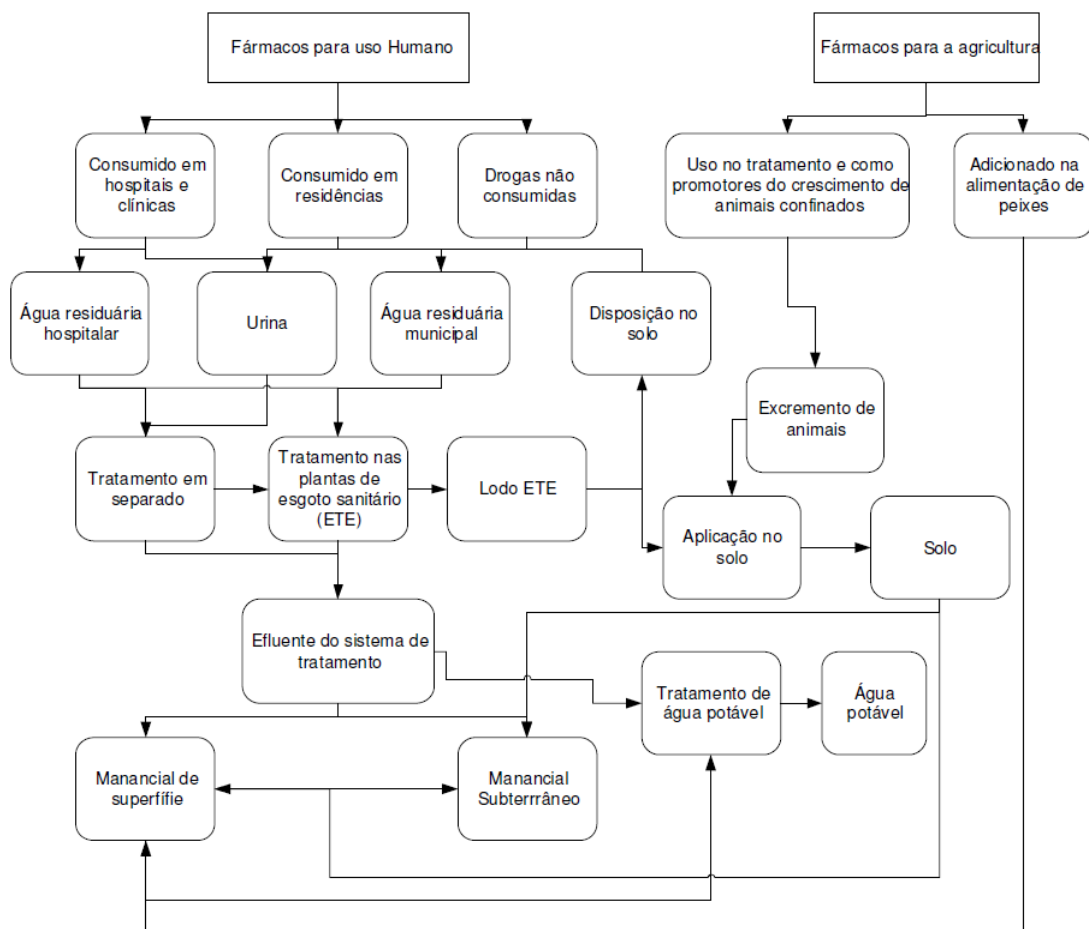 Fármacos para uso Humano
Fármacos para a agricultura
Consumido em
hospitais e
clínicas
Consumido em
residências
Drogas não
consumidas
Uso no tratamento e como
promotores do crescimento de
animais confinados
Adicionado na
alimentação de
peixes
Água residuária
hospitalar
Urina
Água residuária
municipal
Disposição no
solo
Excremento de
animais
Tratamento em
separado
Tratamento nas
plantas de
esgoto sanitário
(ETE)
Lodo ETE
Aplicação no
solo
Solo
Efluente do sistema de
tratamento
Tratamento de
água potável
Água
potável
Manancial de
superfífie
Manancial
Subterrrâneo